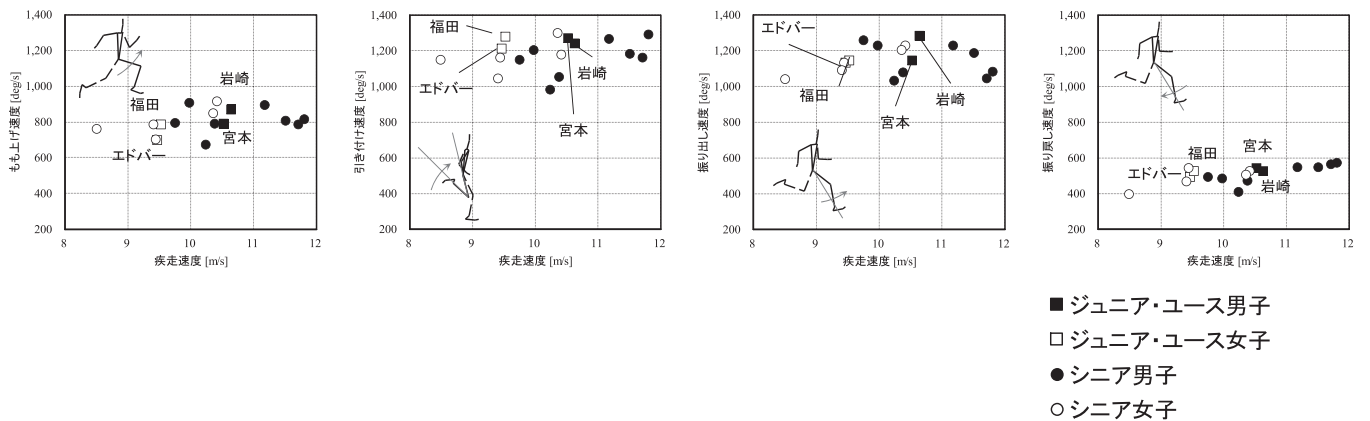 1,400
1,200
1,000
800
600
400
200
もも上げ速度 [deg/s]
岩崎
福田
宮本
エドバー
8 9 10 11 12
疾走速度 [m/s]
1,400
1,200
1,000
800
600
400
200
引き付け速度 [deg/s]
福田
エドバー
岩崎
宮本
8 9 10 11 12
疾走速度 [m/s]
1,400
1,200
1,000
800
600
400
200
振り出し速度 [deg/s]
エドバー
福田
岩崎
宮本
8 9 10 11 12
疾走速度 [m/s]
1,400
1,200
1,000
800
600
400
200
振り戻し速度 [deg/s]
宮本
福田
エドバー
岩崎
8 9 10 11 12
疾走速度 [m/s]
ジュニア・ユース男子
ジュニア・ユース女子
シニア男子
シニア女子